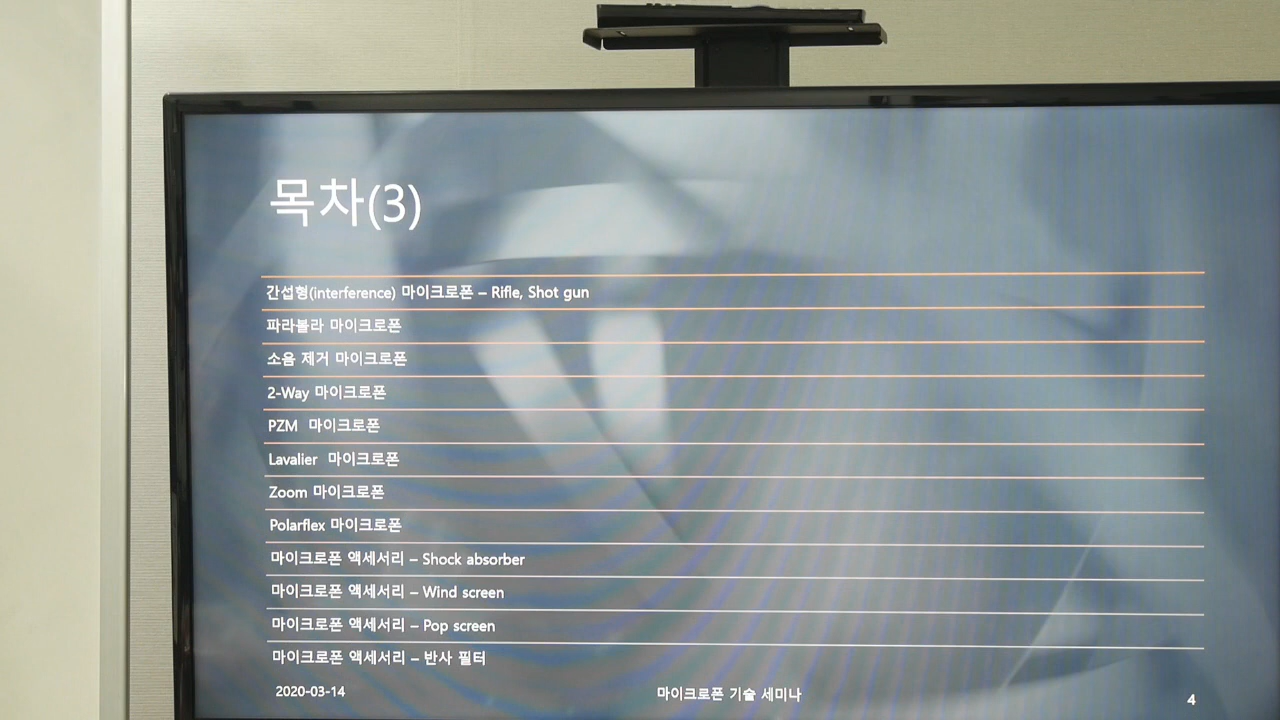 목차(3)
간섭형(interference) 마이크로폰 – Rifle, Shot gun
파라볼라 마이크로폰
소음 제거 마이크로폰
2-Way 마이크로폰
PZM 마이크로폰
Lavalier 마이크로폰
Zoom 마이크로폰
Polarflex 마이크로폰
마이크로폰 액세서리 – Shock absorber
마이크로폰 액세서리 – Wind screen
마이크로폰 액세서리 – Pop screen
마이크로폰 액세서리 – 반사 필터
2020-03-14
마이크로폰 기술 세미나
4